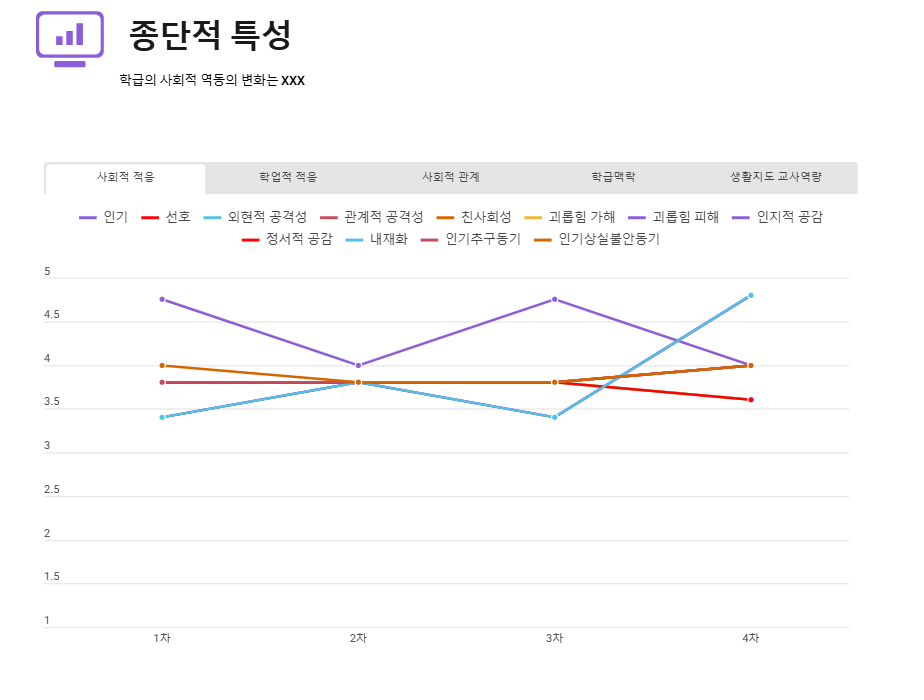 종단적 특성
학급의 사회적 역동의 변화는 XXX
사회적 적응 학업적 적응 사회적 관계 학급맥락 생활지도 교사역량
인기 선호 외현적 공격성 관계적 공격성 친사회성 괴롭힘 가해 괴롭힘 피해 인지적 공감
정서적 공감 내재화 인기추구동기 인기상실불안동기
5
4.5
4
3.5
3
2.5
2
1.5
1
1차 2차 3차 4차